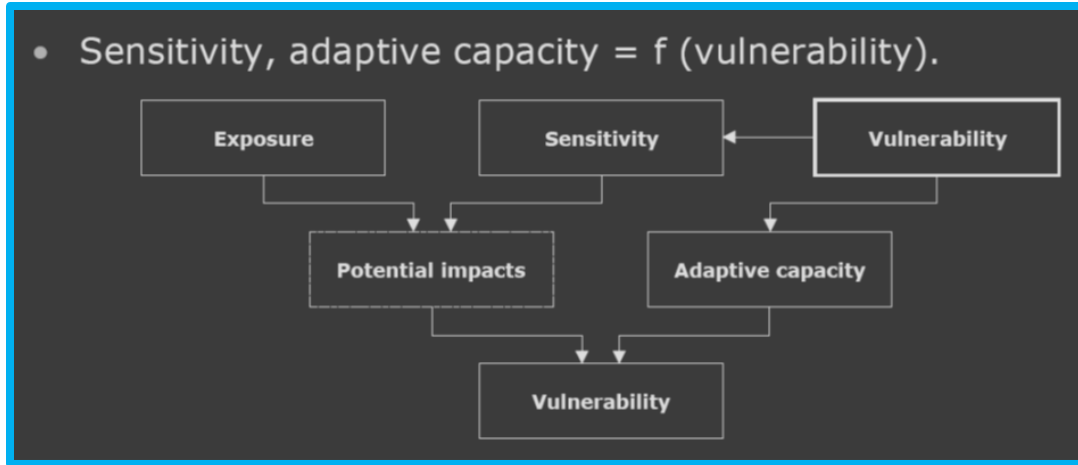 • Sensitivity, adaptive capacity = f (vulnerability).
Exposure
Sensitivity
Vulnerability
Potential impacts
Adaptive capacity
Vulnerability